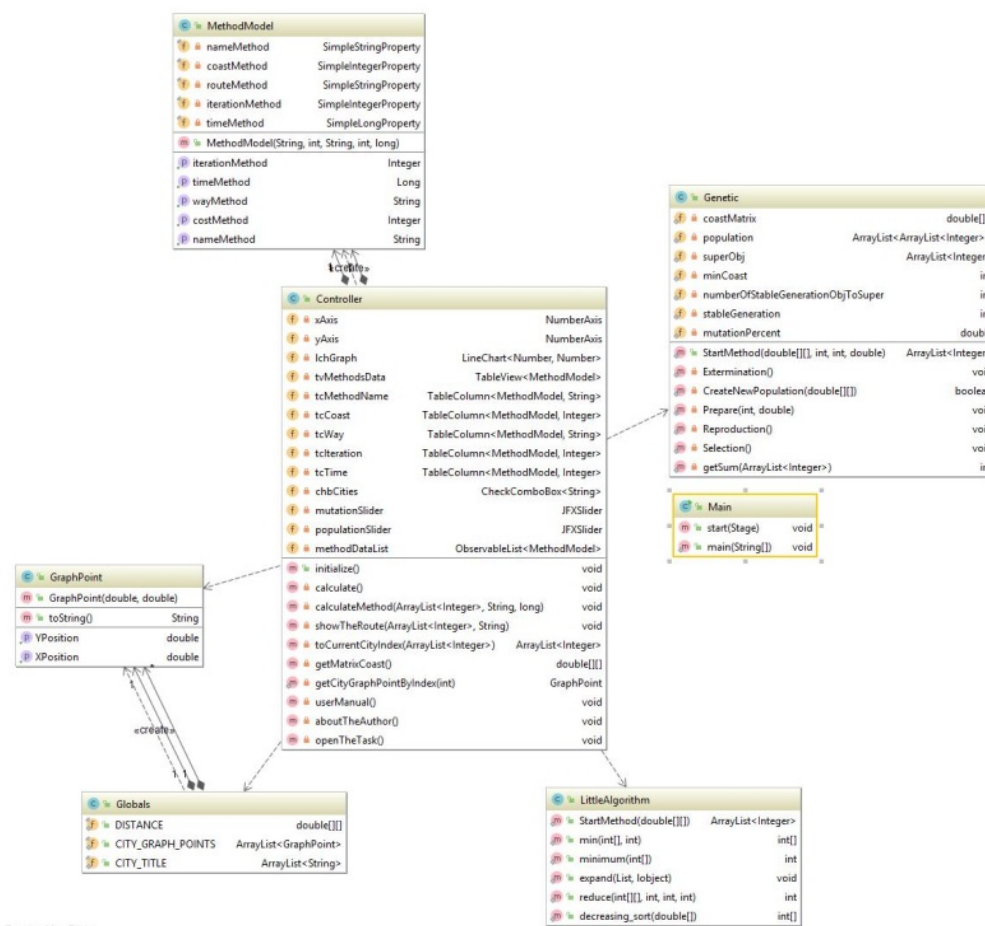 MethodModel
nameMethod SimpleStringProperty
coastMethod SimpleIntegerProperty
routeMethod SimpleStringProperty
iterationMethod SimpleIntegerProperty
timeMethod SimpleLongProperty
MethodModel(String, int, String, int, long)
iterationMethod Integer
timeMethod Long
wayMethod String
costMethod Integer
nameMethod String
Controller
xAxis NumberAxis
yAxis NumberAxis
lchGraph LineChart<Number, Number>
tvMethodsData TableView<MethodModel>
tcMethodName TableColumn<MethodModel, String>
tcCoast TableColumn<MethodModel, Integer>
tcWay TableColumn<MethodModel, String>
tcIteration TableColumn<MethodModel, Integer>
tcTime TableColumn<MethodModel, Integer>
chbCities CheckComboBox<String>
mutationSlider JFXSlider
populationSlider JFXSlider
methodDataList ObservableList<MethodModel>
initialize() void
calculate() void
calculateMethod(ArrayList<Integer>, String, long) void
showTheRoute(ArrayList<Integer>, String) void
toCurrentCityIndex(ArrayList<Integer>) ArrayList<Integer>
getMatrixCoast() double[][]
getCityGraphPointByIndex(int) GraphPoint
userManual() void
aboutTheAuthor() void
openTheTask() void
Genetic
coastMatrix double[]
population ArrayList<ArrayList<Integer>
superObj ArrayList<Integer
minCoast
numberOfStableGenerationObjToSuper
stableGeneration
mutationPercent
StartMethod(double[][], int, int, double) ArrayList<Integer
Extermination()
CreateNewPopulation(double[][])
Prepare(int, double)
Reproduction()
Selection()
getSum(ArrayList<Integer>)
Main
start(Stage) void
main(String[]) void
GraphPoint
GraphPoint(double, double)
toString() String
YPosition double
XPosition double
«create»
1
1 1
Globals
DISTANCE double[][]
CITY_GRAPH_POINTS ArrayList<GraphPoint>
CITY_TITLE ArrayList<String>
LittleAlgorithm
StartMethod(double[][]) ArrayList<Integer>
min(int[], int) int[]
minimum(int[]) int
expand(List, Iobject) void
reduce(int[][], int, int, int) int
decreasing_sort(double[]) int[]